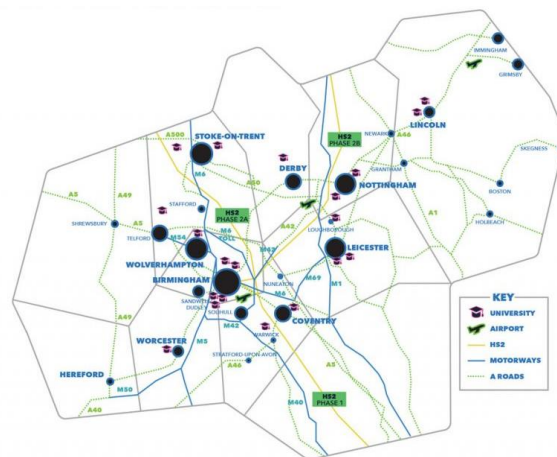 IMMINGHAM
GRIMSBY
LINCOLN
A500
STOKE-ON-TRENT
HS2
PHASE 2B
NEWARK
A46
SKEGNESS
M6
DERBY
GRANTHAM
A49
A50
NOTTINGHAM
BOSTON
A5
STAFFORD
HS2
PHASE 2A
A1
HOLBEACH
SHREWSBURY
A5
M6
TOLL
A42
LOUGHBOROUGH
TELFORD
M54
M42
LEICESTER
WOLVERHAMPTON
BIRMINGHAM
NUNEATON
M69
M1
SANDWELL
DUDLEY
M6
SOLIHULL
COVENTRY
A49
M42
WARWICK
WORCESTER
M5
STRATFORD-UPON-AVON
A5
HEREFORD
A46
M50
HS2
PHASE 1
A40
M40
KEY
UNIVERSITY
AIRPORT
HS2
MOTORWAYS
A ROADS